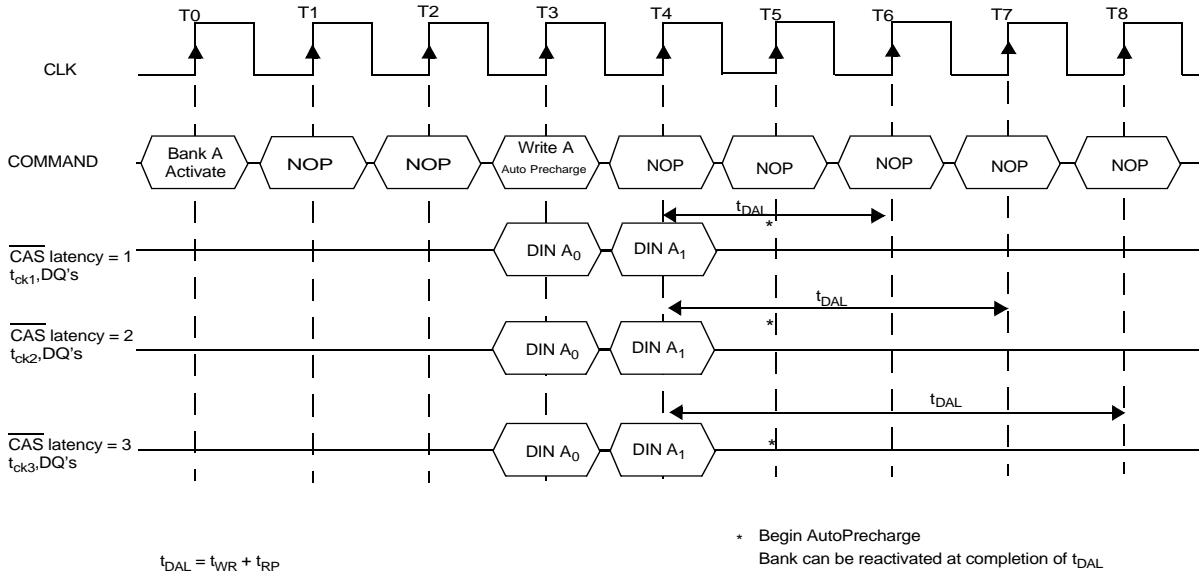 T0 T1 T2 T3 T4 T5 T6 T7 T8
CLK
COMMAND
Bank A
Activate
NOP
NOP
Write A
Auto Precharge
NOP
NOP
NOP
NOP
NOP
tDAL
*
CAS latency = 1
tck1,DQ's
DIN A0
DIN A1
tDAL
*
CAS latency = 2
tck2,DQ's
DIN A0
DIN A1
tDAL
CAS latency = 3
tck3,DQ's
DIN A0
DIN A1
*
* Begin AutoPrecharge
Bank can be reactivated at completion of tDAL
tDAL = tWR + tRP